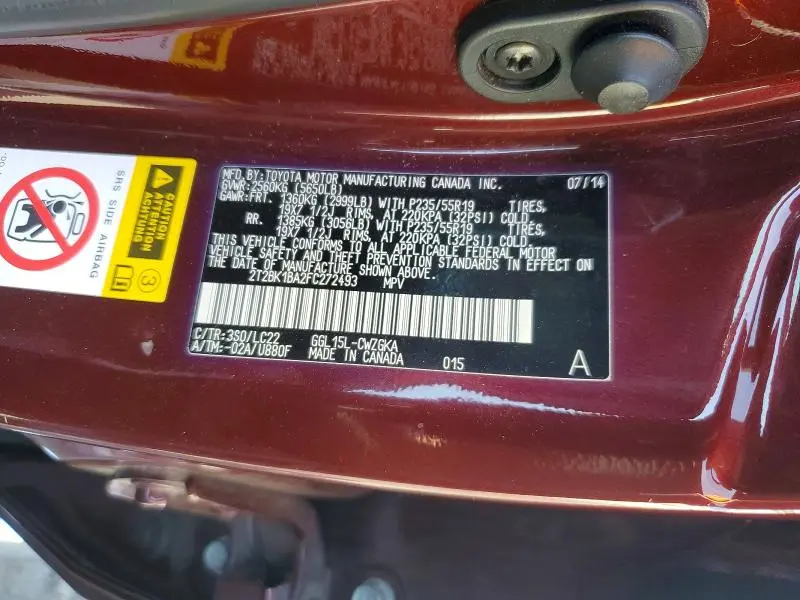 SRS SIDE AIRBAG
CAUTION
ATTENTION
ACHTUNG
3
MFD.BY:TOYOTA MOTOR MANUFACTURING CANADA INC. 07/14
GVWR:2560KG (5650LB)
GAWR:FRT. 1360KG (2999LB) WITH P235/55R19 TIRES,
19X7 1/2J RIMS, AT 220KPA (32PSI) COLD.
RR. 1385KG (3056LB) WITH P235/55R19 TIRES,
19X7 1/2J RIMS, AT 220KPA (32PSI) COLD.
THIS VEHICLE CONFORMS TO ALL APPLICABLE FEDERAL MOTOR
VEHICLE SAFETY AND THEFT PREVENTION STANDARDS IN EFFECT ON
THE DATE OF MANUFACTURE SHOWN ABOVE.
2T2BK1BA2FC272493 MPV
C/TR:3S0/LC22 GGL15L-CWZGKA
A/TM:-02A/U880F MADE IN CANADA 015 A